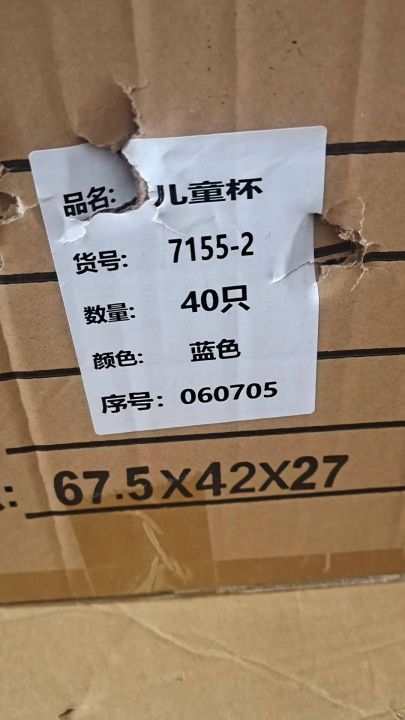 品名: 儿童杯
货号: 7155-2
数量: 40只
颜色: 蓝色
序号: 060705
: 67.5X42X27